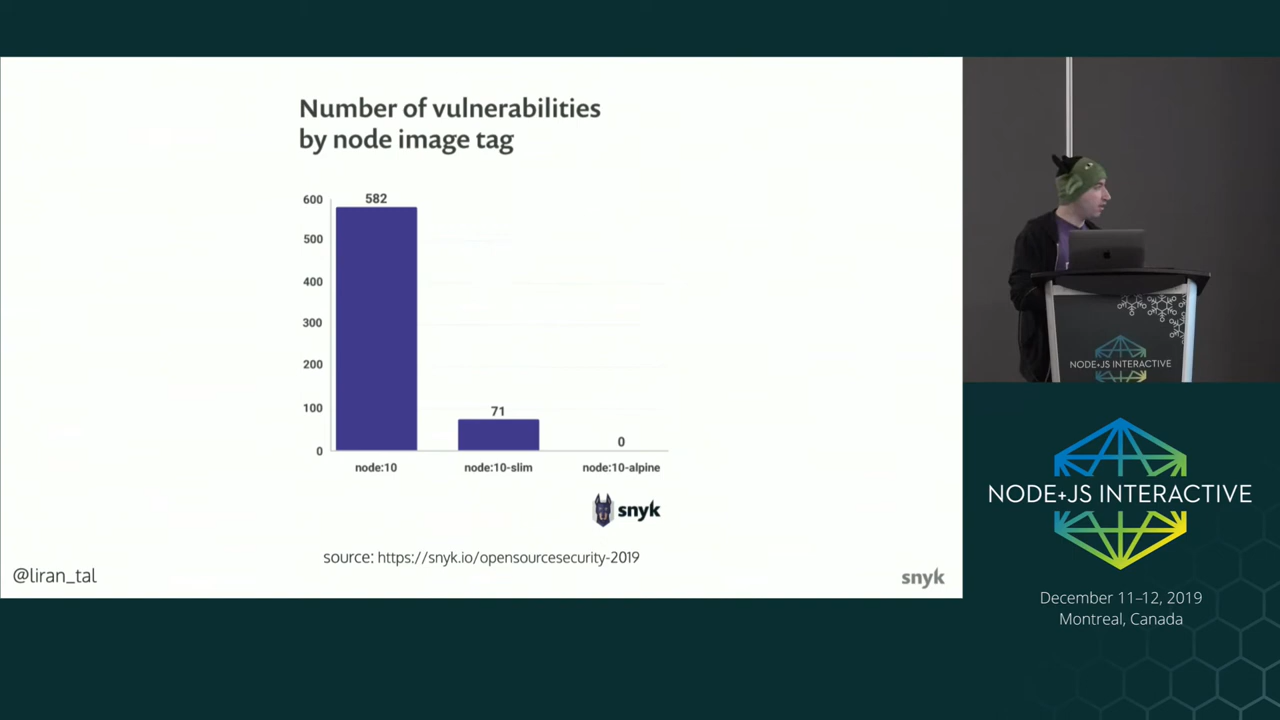 Number of vulnerabilities
by node image tag
600
500
400
300
200
100
0
582
71
0
node:10
node:10-slim
node:10-alpine
snyk
source: https://snyk.io/opensourcesecurity-2019
@liran_tal
snyk
NODE+JS INTERACTIVE
NODE+JS INTERACTIVE
December 11–12, 2019
Montreal, Canada